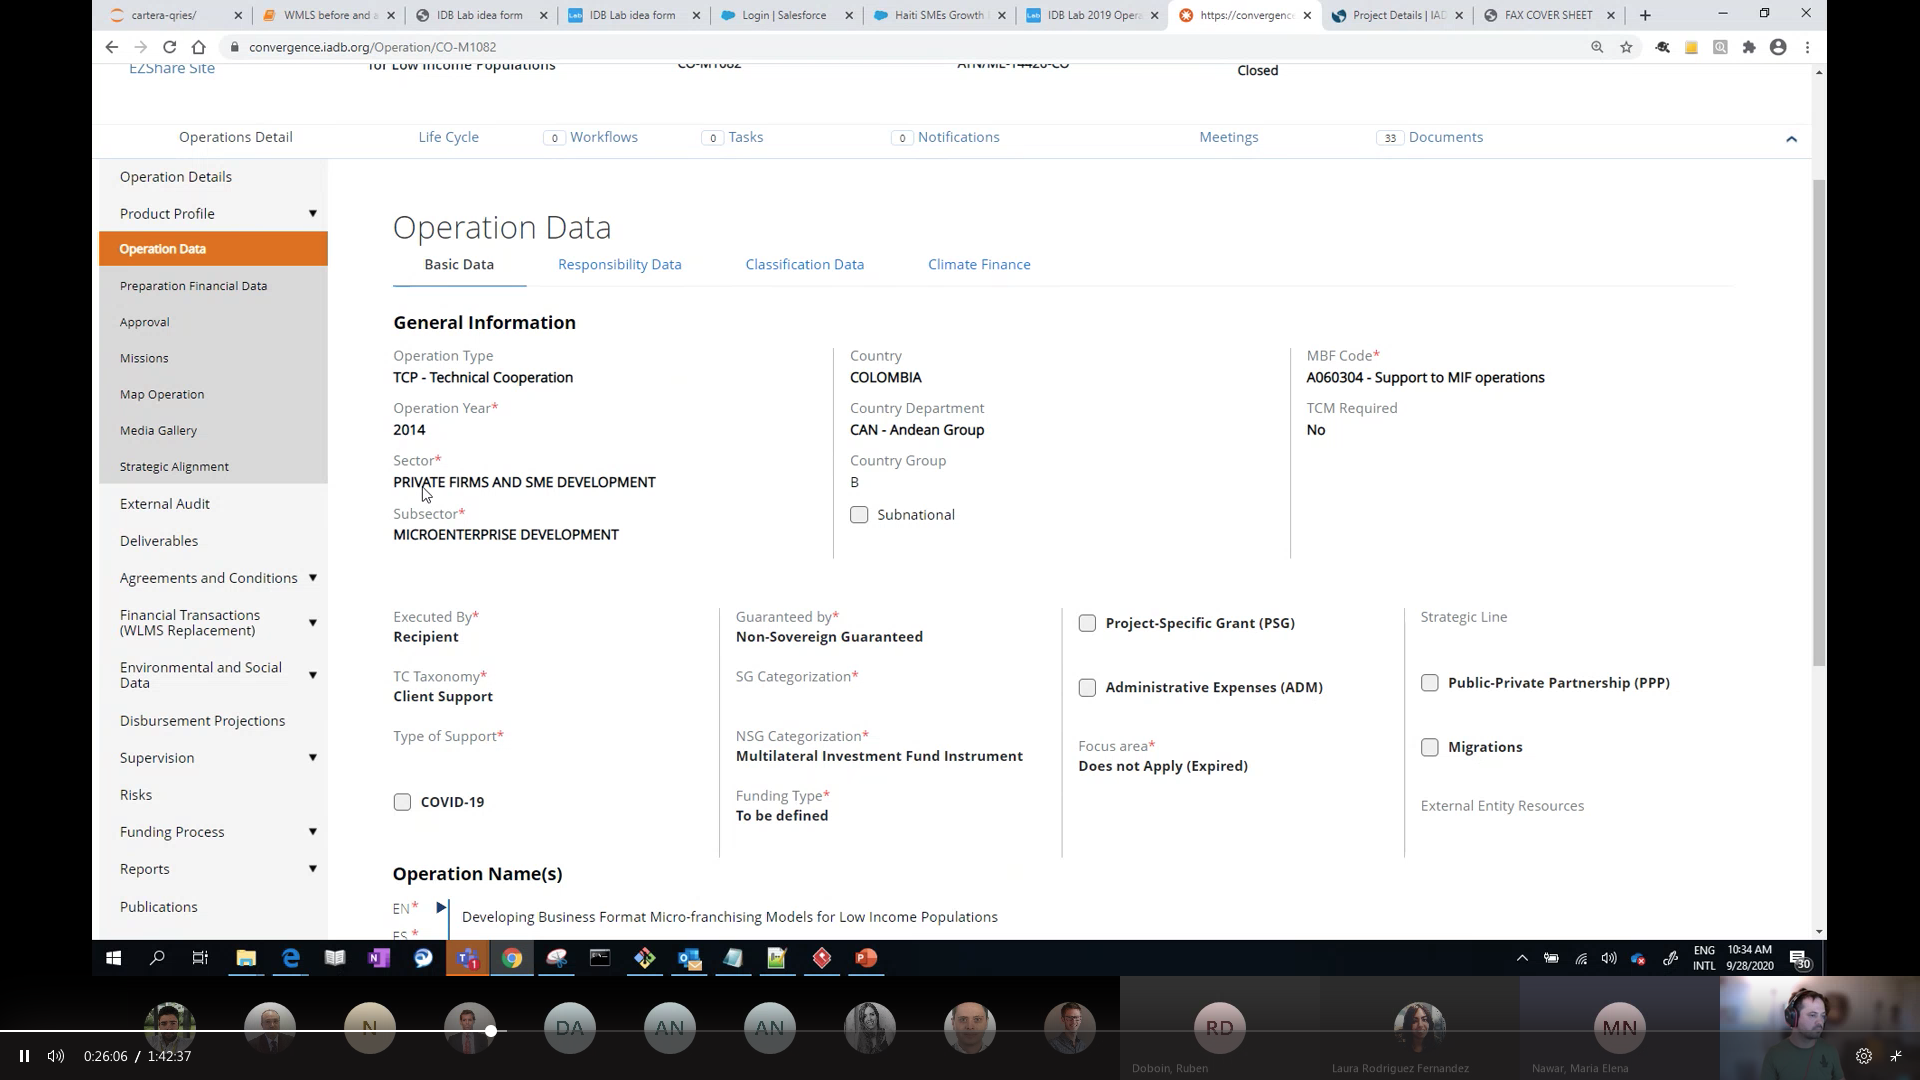 cartera-qries/
WMLS before and a
IDB Lab idea form
IDB Lab idea form
Login | Salesforce
Haiti SMEs Growth
IDB Lab 2019 Opera
https://convergence
Project Details | IAD
FAX COVER SHEET
convergence.iadb.org/Operation/CO-M1082
EZShare Site
for Low Income Populations
CO-M1082
ATN/ME-14426-CO
Closed
Operations Detail
Life Cycle
0 Workflows
0 Tasks
0 Notifications
Meetings
33 Documents
Operation Details
Product Profile
Operation Data
Preparation Financial Data
Approval
Missions
Map Operation
Media Gallery
Strategic Alignment
External Audit
Deliverables
Agreements and Conditions
Financial Transactions
(WLMS Replacement)
Environmental and Social
Data
Disbursement Projections
Supervision
Risks
Funding Process
Reports
Publications
Operation Data
Basic Data
Responsibility Data
Classification Data
Climate Finance
General Information
Operation Type
TCP - Technical Cooperation
Operation Year*
2014
Sector*
PRIVATE FIRMS AND SME DEVELOPMENT
Subsector*
MICROENTERPRISE DEVELOPMENT
Country
COLOMBIA
Country Department
CAN - Andean Group
Country Group
B
Subnational
MBF Code*
A060304 - Support to MIF operations
TCM Required
No
Executed By*
Recipient
TC Taxonomy*
Client Support
Type of Support*
COVID-19
Guaranteed by*
Non-Sovereign Guaranteed
SG Categorization*
NSG Categorization*
Multilateral Investment Fund Instrument
Funding Type*
To be defined
Project-Specific Grant (PSG)
Administrative Expenses (ADM)
Focus area*
Does not Apply (Expired)
Strategic Line
Public-Private Partnership (PPP)
Migrations
External Entity Resources
Operation Name(s)
EN*
Developing Business Format Micro-franchising Models for Low Income Populations
ES *
ENG
INTL
10:34 AM
9/28/2020
30
N
DA
AN
AN
RD
MN
0:26:06 / 1:42:37
Doboin, Ruben
Laura Rodriguez Fernandez
Nawar, Maria Elena